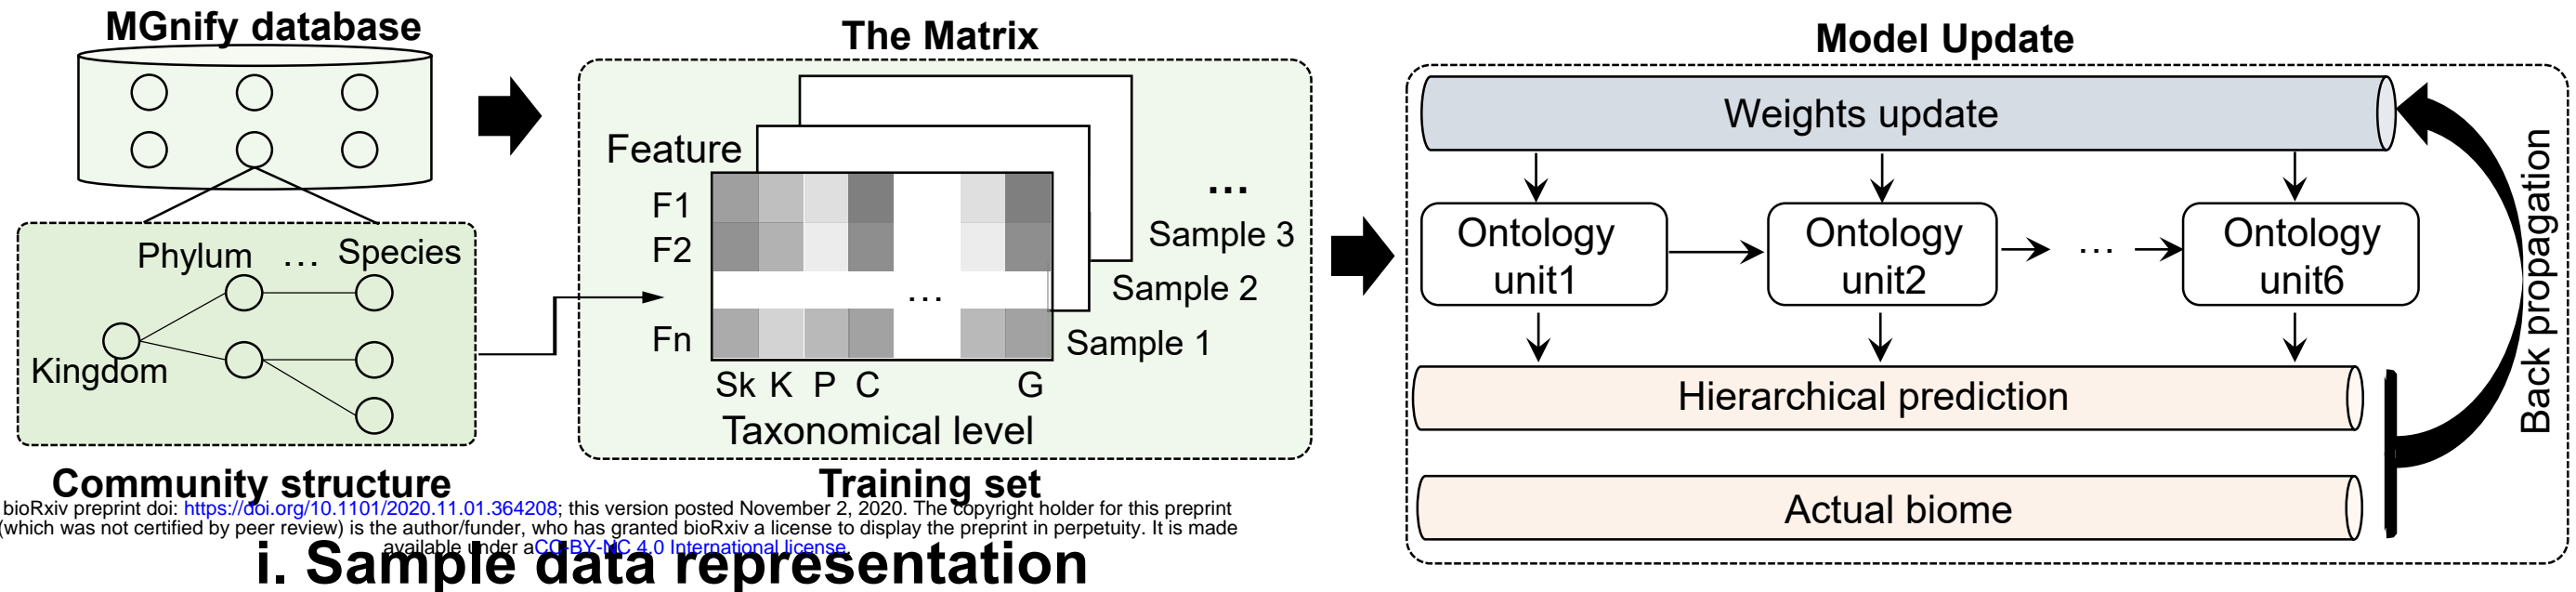 MGnify database
Phylum … Species
Kingdom
Community structure
The Matrix
Feature
F1
F2
Fn
…
…
Sample 3
Sample 2
Sample 1
Sk K P C G
Taxonomical level
Training set
Model Update
Weights update
Ontology
unit1
Ontology
unit2
…
Ontology
unit6
Hierarchical prediction
Actual biome
Back propagation
bioRxiv preprint doi: https://doi.org/10.1101/2020.11.01.364208; this version posted November 2, 2020. The copyright holder for this preprint
(which was not certified by peer review) is the author/funder, who has granted bioRxiv a license to display the preprint in perpetuity. It is made
available under aCC-BY-NC 4.0 International license.
i. Sample data representation